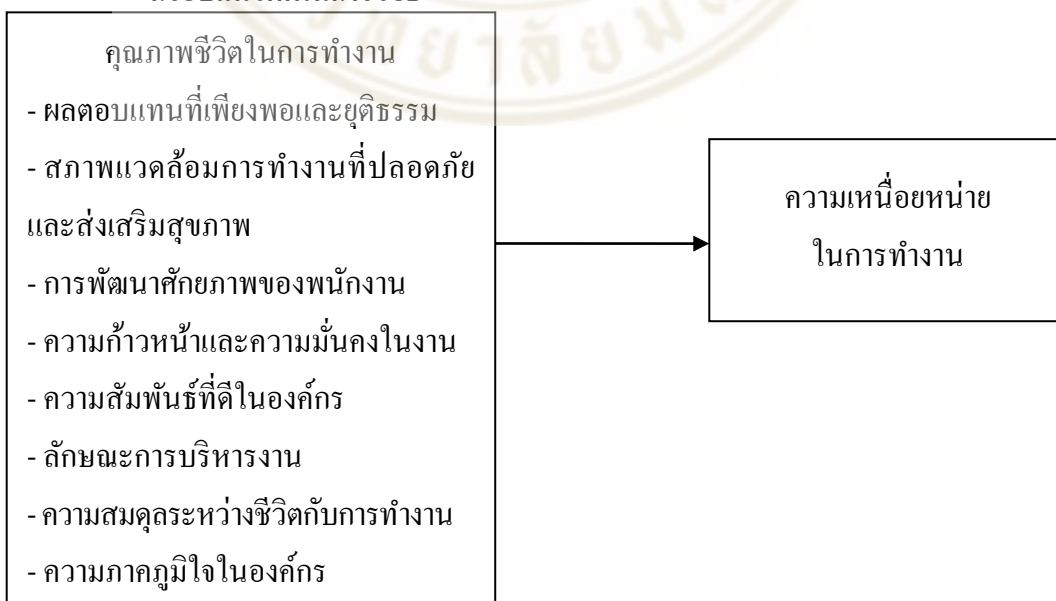 คุณภาพชีวิตในการทำงาน
- ผลตอบแทนที่เพียงพอและยุติธรรม
- สภาพแวดล้อมการทำงานที่ปลอดภัย
และส่งเสริมสุขภาพ
- การพัฒนาศักยภาพของพนักงาน
- ความก้าวหน้าและความมั่นคงในงาน
- ความสัมพันธ์ที่ดีในองค์กร
- ลักษณะการบริหารงาน
- ความสมดุลระหว่างชีวิตกับการทำงาน
- ความภาคภูมิใจในองค์กร
ความเหนื่อยหน่าย
ในการทำงาน